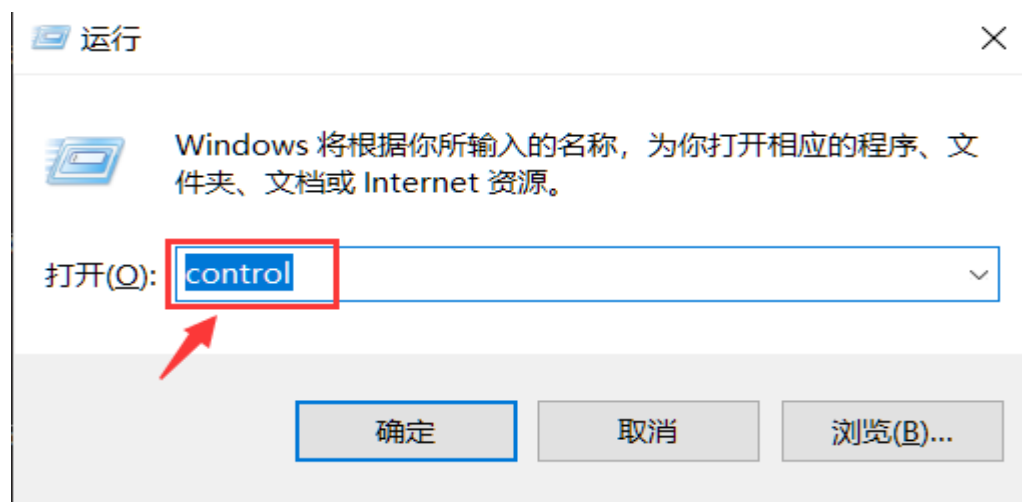 运行
Windows 将根据你所输入的名称，为你打开相应的程序、文
件夹、文档或 Internet 资源。
打开(O): control
确定 取消 浏览(B)...